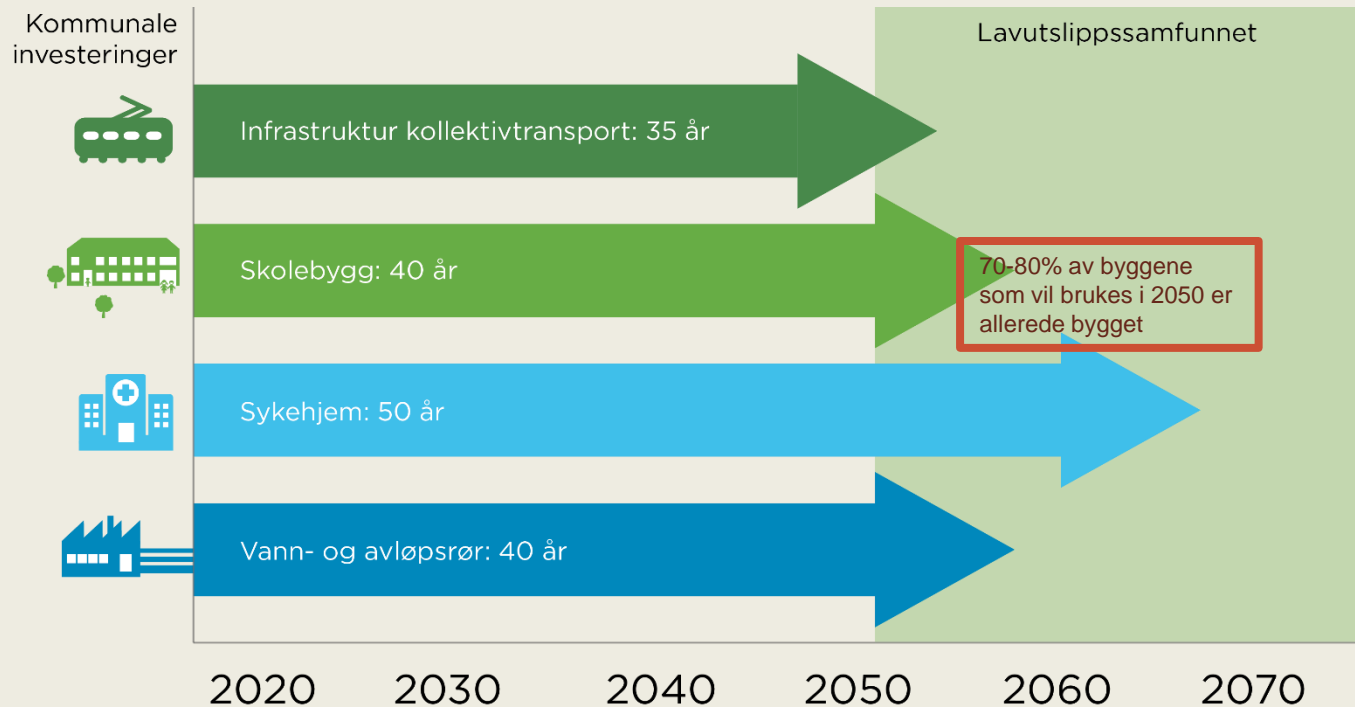 Kommunale
investeringer
Lavutslippssamfunnet
Infrastruktur kollektivtransport: 35 år
Skolebygg: 40 år
70-80% av byggene
som vil brukes i 2050 er
allerede bygget
Sykehjem: 50 år
Vann- og avløpsrør: 40 år
2020 2030 2040 2050 2060 2070